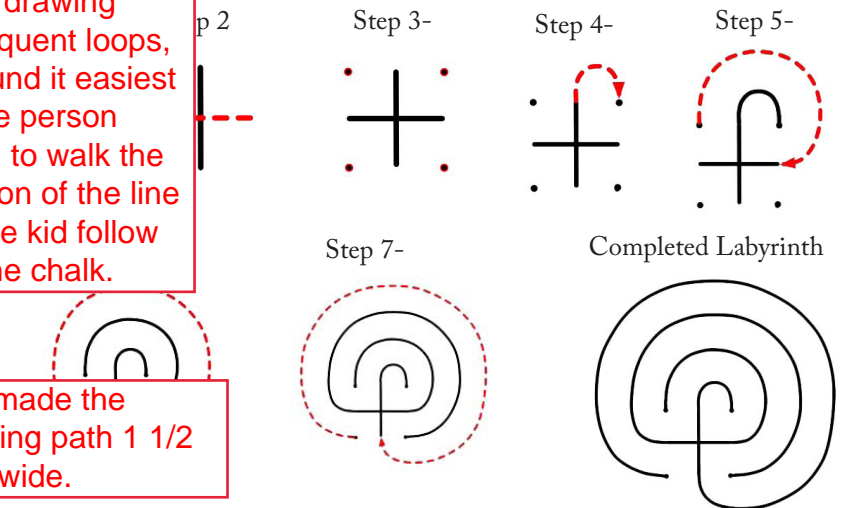 drawing
quent loops,
und it easiest
e person
to walk the
on of the line
e kid follow
ne chalk.
p 2
Step 3-
Step 4-
Step 5-
Step 7-
Completed Labyrinth
made the
ing path 1 1/2
wide.